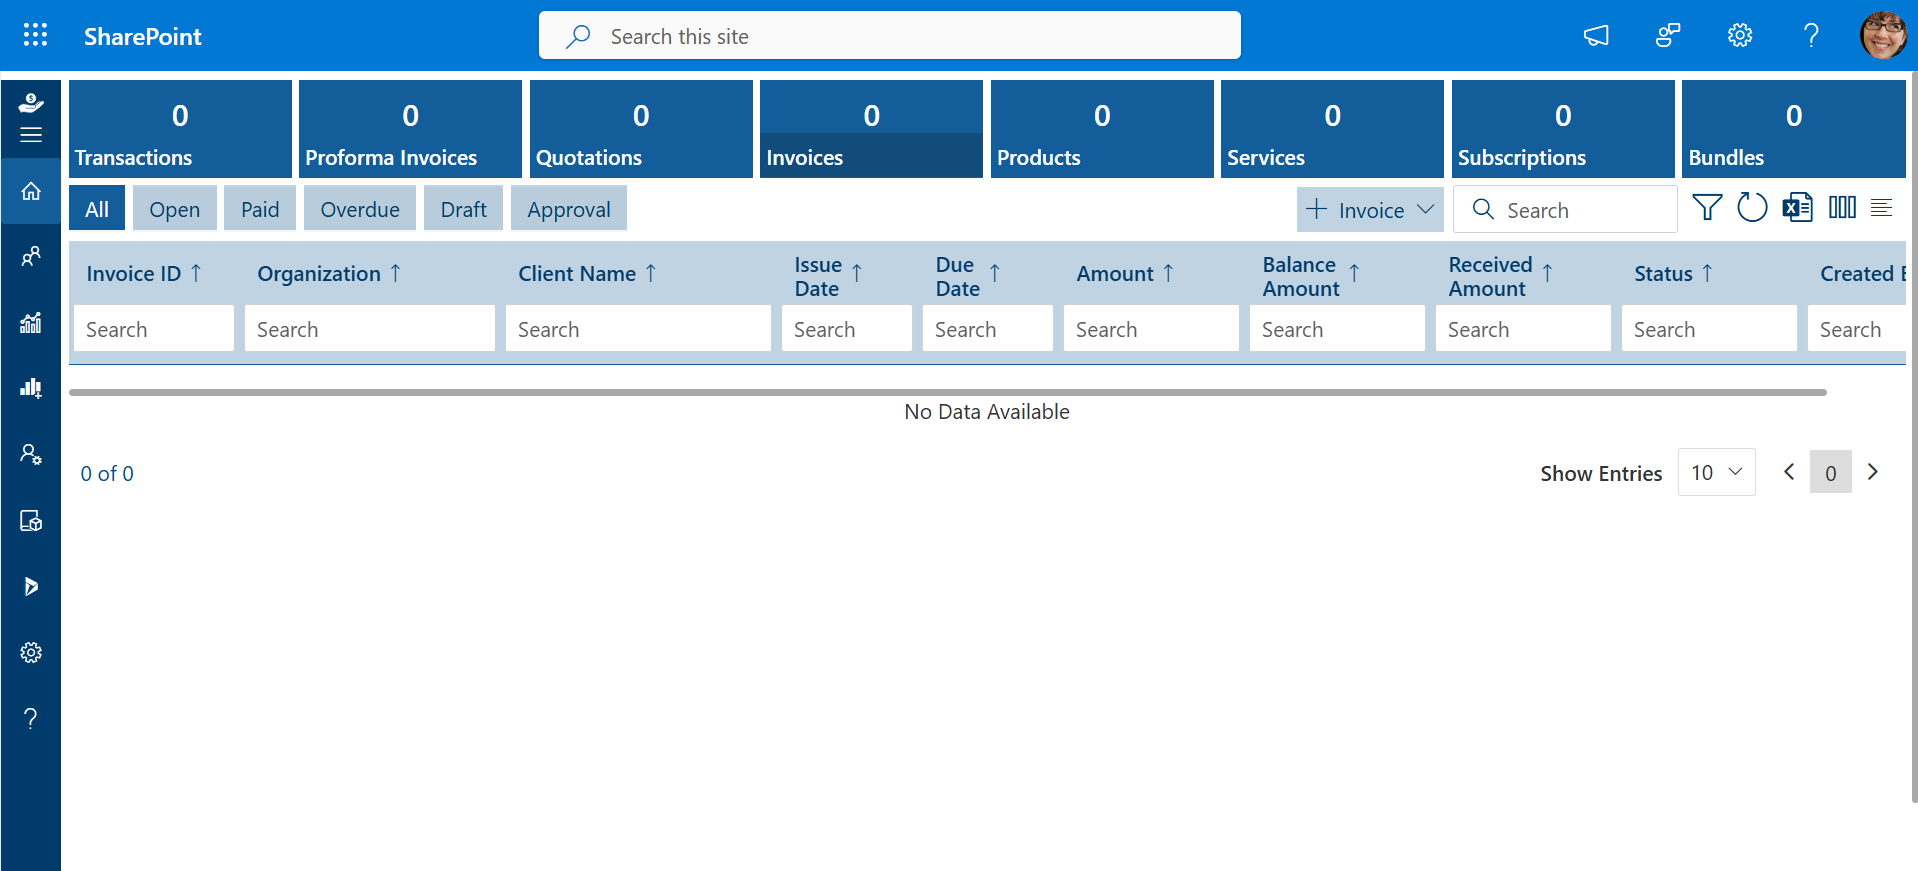 SharePoint
Search this site
0 0 0 0 0 0 0 0
Transactions Proforma Invoices Quotations Invoices Products Services Subscriptions Bundles
All Open Paid Overdue Draft Approval
Invoice Search
Invoice ID Organization Client Name Issue Date Due Date Amount Balance Amount Received Amount Status Created
Search Search Search Search Search Search Search Search Search Search
No Data Available
0 of 0
Show Entries 10 0